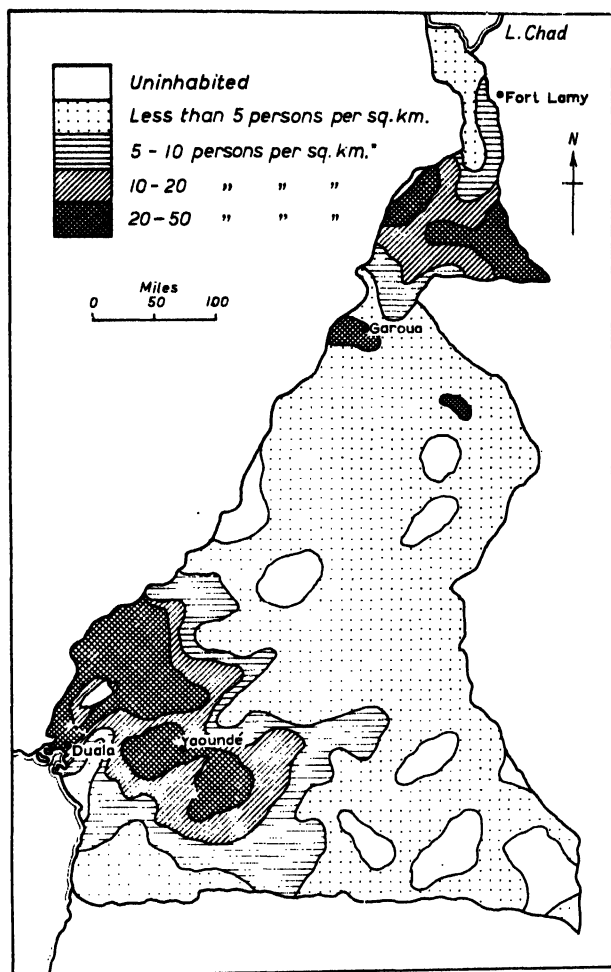 L. Chad
Uninhabited
Less than 5 persons per sq. km.
Fort Lamy
5 - 10 persons per sq. km."
N
10 - 20 " " "
20 - 50 " " "
Miles
0 50 100
Garoua
Duala
Yaoundé